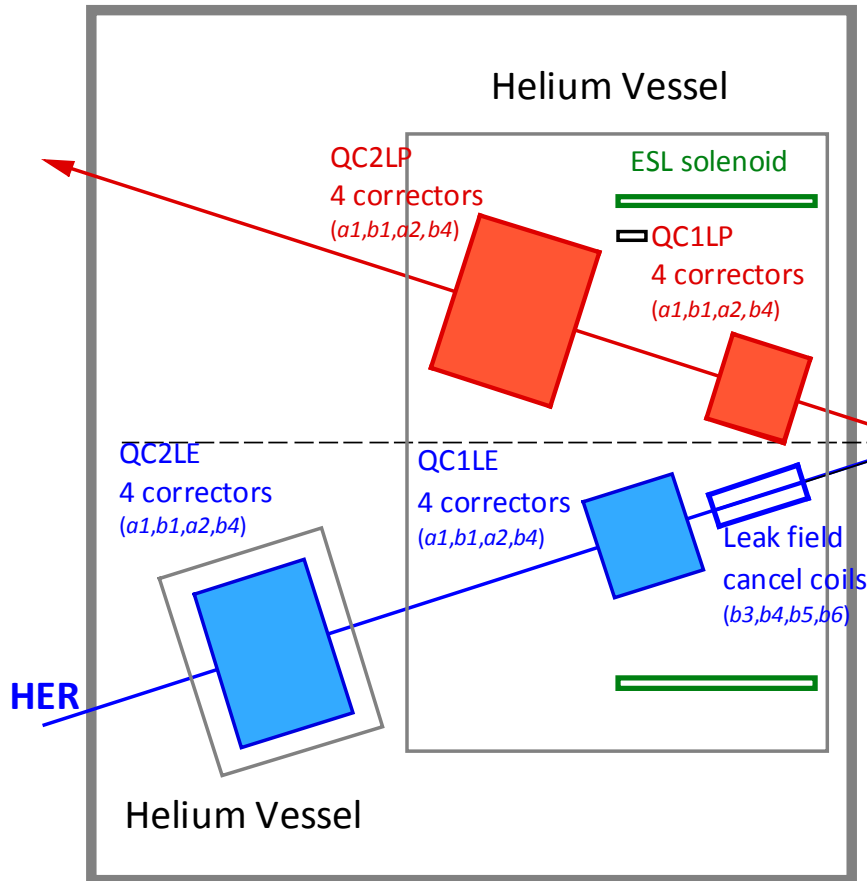 Helium Vessel
QC2LP
4 correctors
(a1,b1,a2,b4)
ESL solenoid
QC1LP
4 correctors
(a1,b1,a2,b4)
QC2LE
4 correctors
(a1,b1,a2,b4)
QC1LE
4 correctors
(a1,b1,a2,b4)
Leak field
cancel coils
(b3,b4,b5,b6)
HER
Helium Vessel